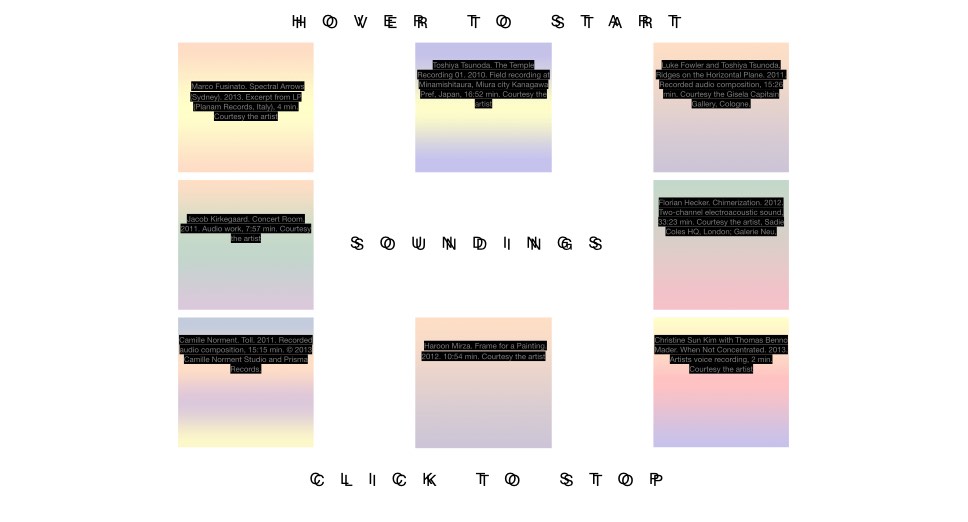 HOVER TO START
Marco Fusinato. Spectral Arrows
(Sydney). 2013. Excerpt from LP
(Planam Records, Italy), 4 min.
Courtesy the artist
Toshiya Tsunoda. The Temple
Recording 01, 2010. Field recording at
Minamishitaura, Miura city Kanagawa
Pref, Japan, 16:52 min. Courtesy the
artist
Luke Fowler and Toshiya Tsunoda.
Ridges on the Horizontal Plane. 2011.
Recorded audio composition, 15:26
min. Courtesy the Gisela Capitain
Gallery, Cologne.
Jacob Kirkegaard. Concert Room.
2011. Audio work, 7:57 min. Courtesy
the artist
SOUNDINGS
Florian Hecker. Chimerization. 2012.
Two-channel electroacoustic sound,
33:23 min. Courtesy the artist, Sadie
Coles HQ, London; Galerie Neu,
Camille Norment. Toll. 2011. Recorded
audio composition, 15:15 min. © 2013
Camille Norment Studio and Prisma
Records.
Haroon Mirza. Frame for a Painting.
2012. 10:54 min. Courtesy the artist
Christine Sun Kim with Thomas Benno
Mader. When Not Concentrated. 2013.
Artists voice recording, 2 min.
Courtesy the artist
CLICK TO STOP